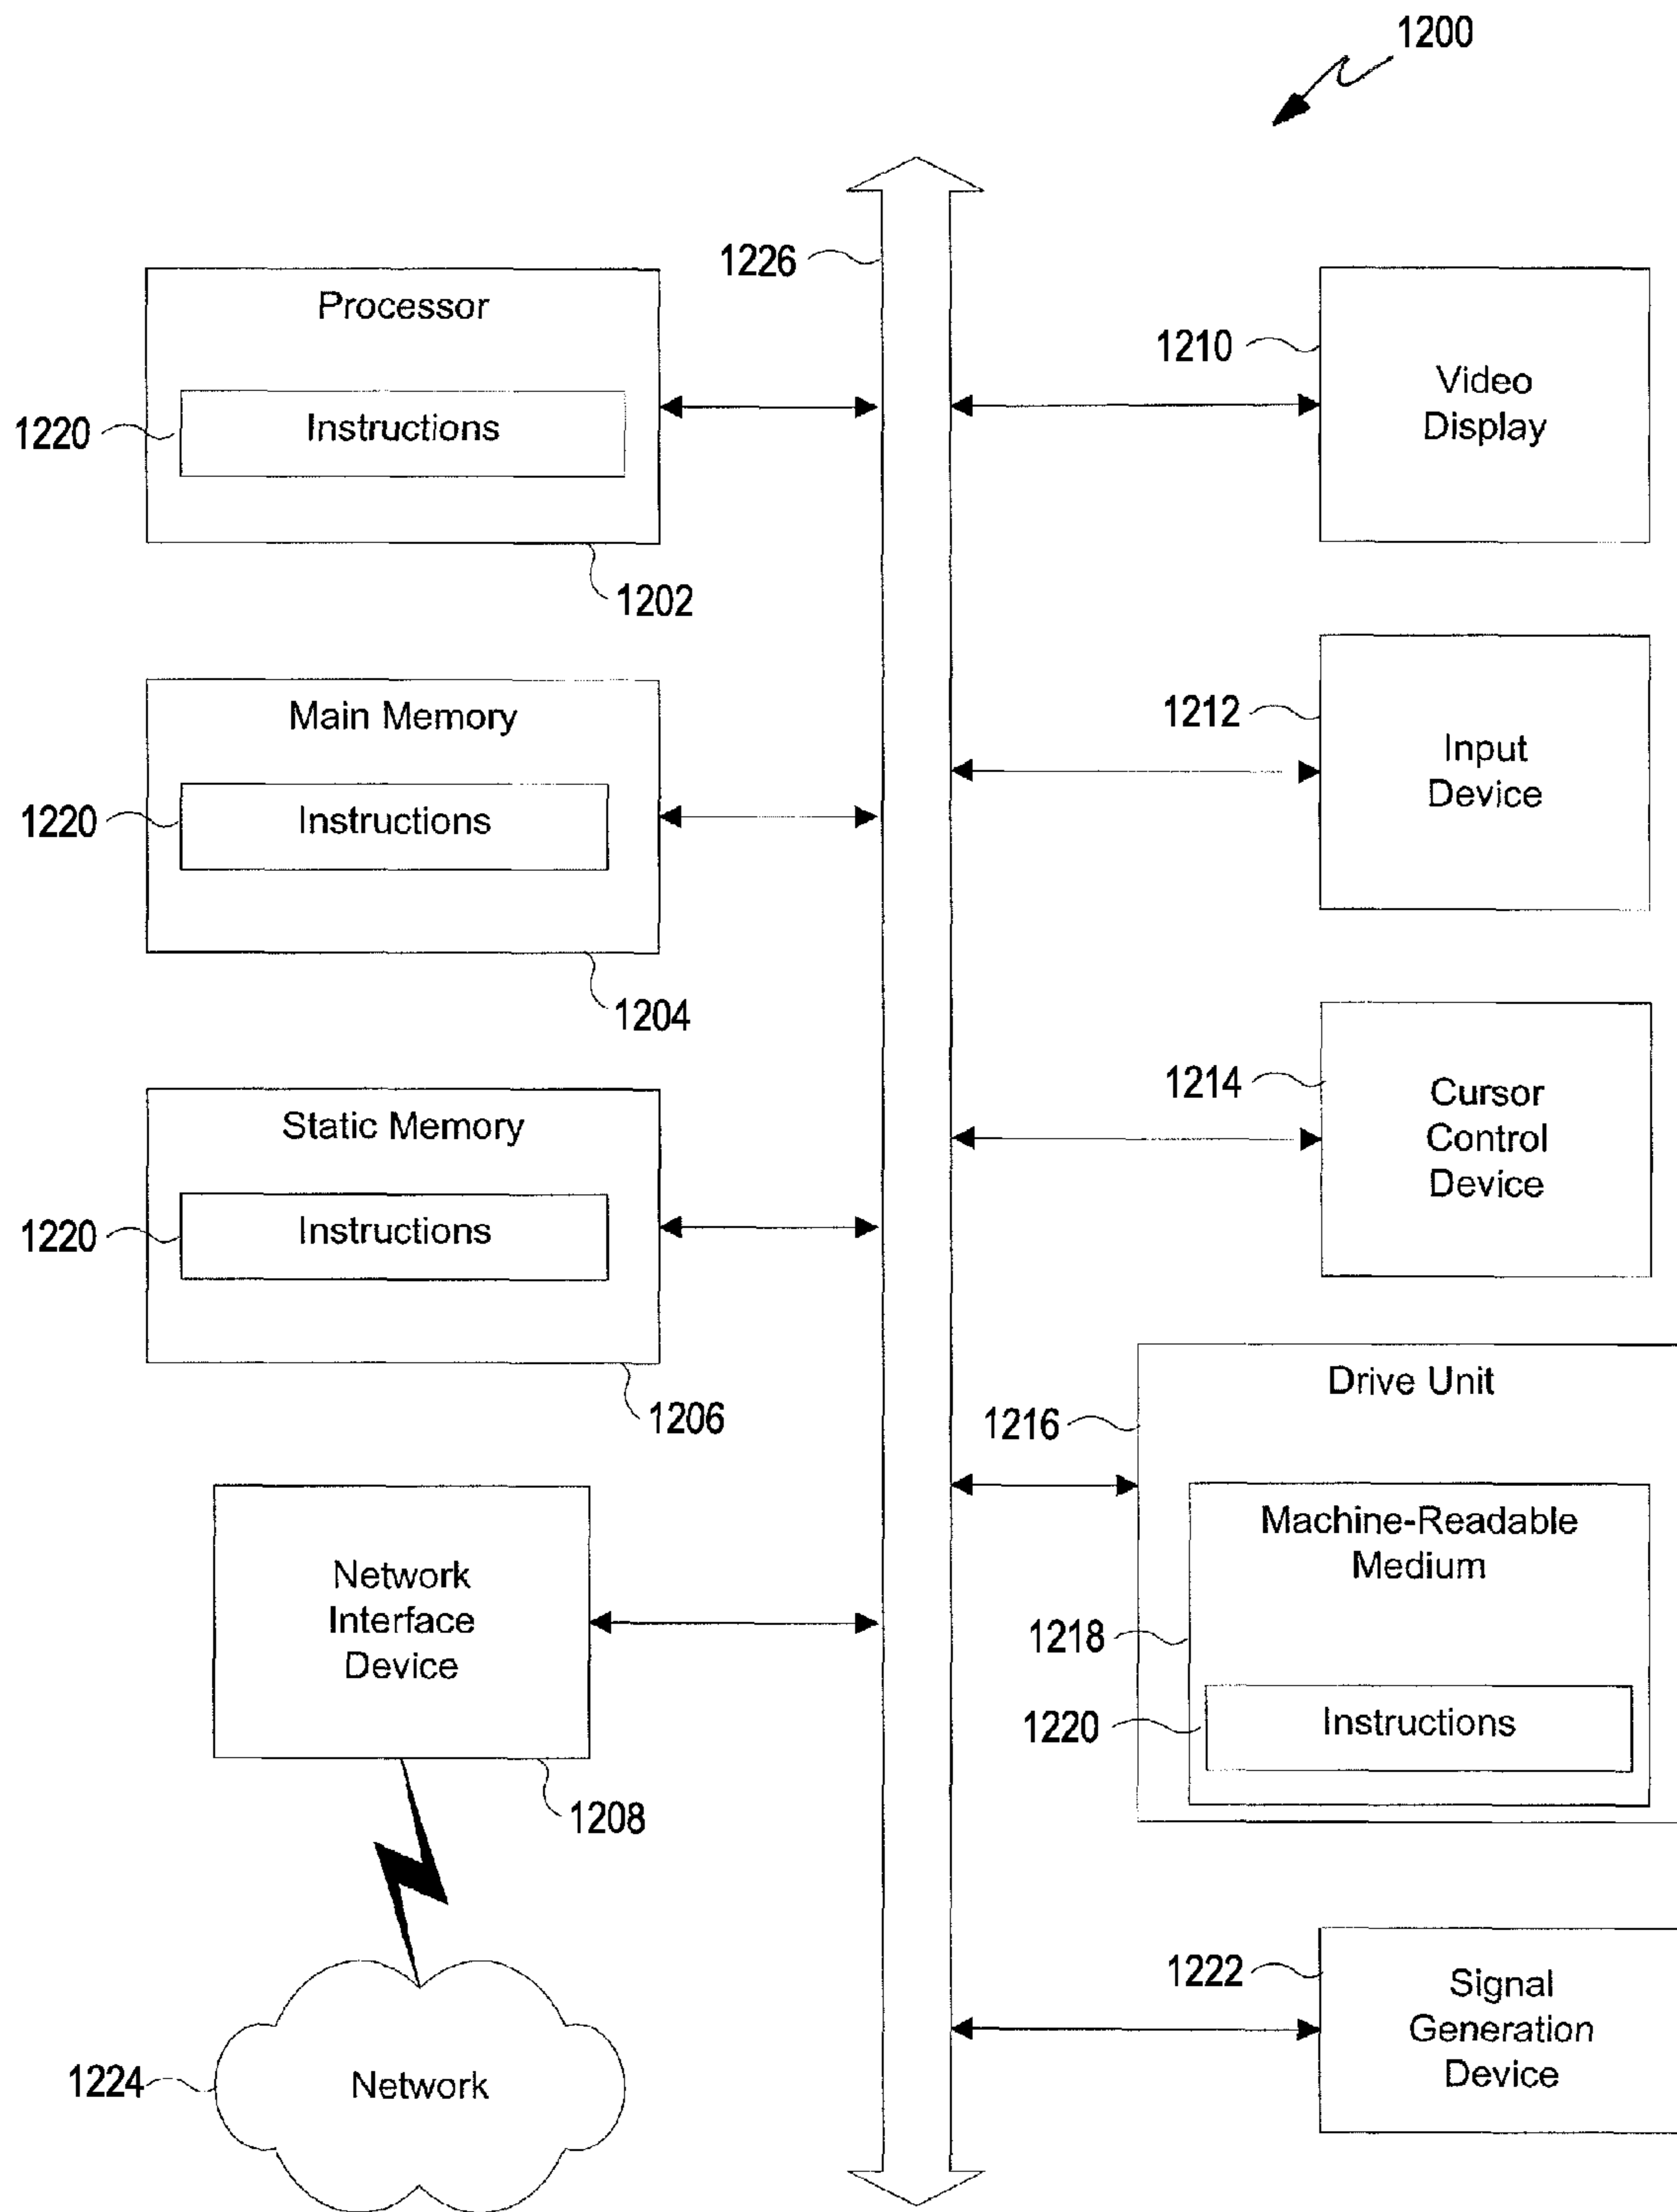 1200
1226
Processor
1220
Instructions
1202
1210
Video
Display
Main Memory
1220
Instructions
1204
1212
Input
Device
Static Memory
1220
Instructions
1206
1214
Cursor
Control
Device
Network
Interface
Device
1208
Drive Unit
1216
Machine-Readable
Medium
1218
1220
Instructions
1224
Network
1222
Signal
Generation
Device